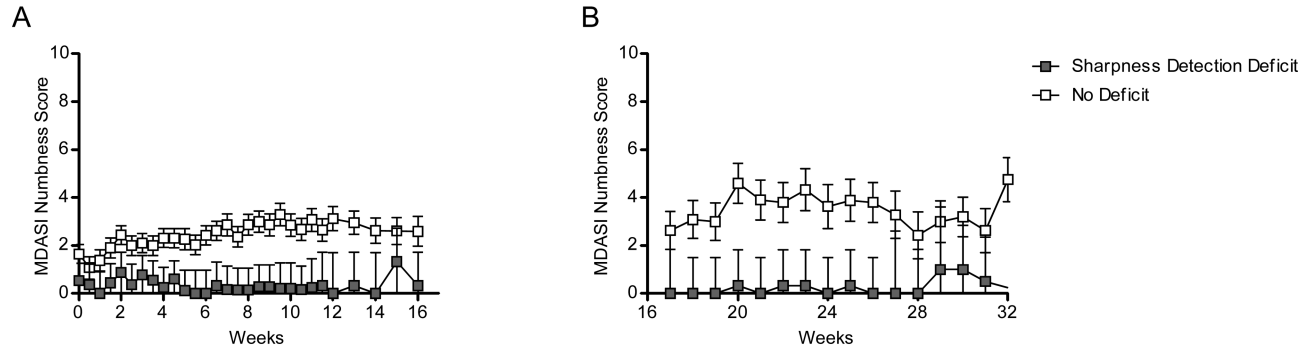 A
MDASI Numbness Score
10
8
6
4
2
0
0 2 4 6 8 10 12 14 16
Weeks
B
MDASI Numbness Score
10
8
6
4
2
0
16 20 24 28 32
Weeks
Sharpness Detection Deficit
No Deficit